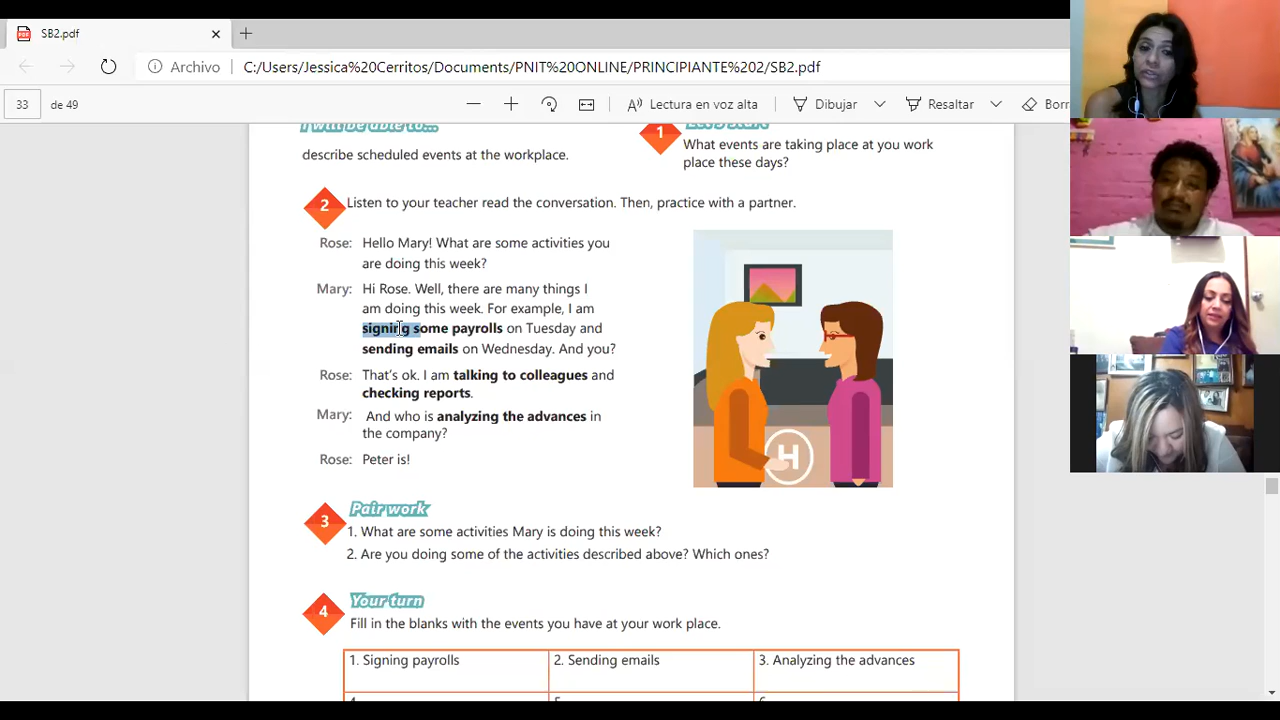 SB2.pdf
Archivo
C:/Users/Jessica%20Cerritos/Documents/PNIT%20ONLINE/PRINCIPIANTE%202/SB2.pdf
33
de 49
Lectura en voz alta
Dibujar
Resaltar
Borr
I will be able to...
describe scheduled events at the workplace.
1
Let's start
What events are taking place at you work
place these days?
2
Listen to your teacher read the conversation. Then, practice with a partner.
Rose: Hello Mary! What are some activities you
are doing this week?
Mary: Hi Rose. Well, there are many things I
am doing this week. For example, I am
signing some payrolls on Tuesday and
sending emails on Wednesday. And you?
Rose: That's ok. I am talking to colleagues and
checking reports.
Mary: And who is analyzing the advances in
the company?
Rose: Peter is!
H
3
Pair work
1. What are some activities Mary is doing this week?
2. Are you doing some of the activities described above? Which ones?
4
Your turn
Fill in the blanks with the events you have at your work place.
1. Signing payrolls
2. Sending emails
3. Analyzing the advances